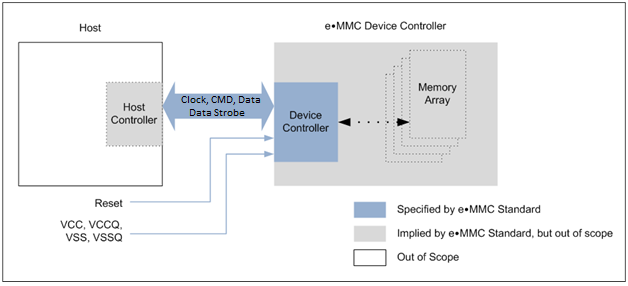 Host
e•MMC Device Controller
Host
Controller
Clock, CMD, Data
Data Strobe
Device
Controller
Memory
Array
Reset
VCC, VCCQ,
VSS, VSSQ
Specified by e•MMC Standard
Implied by e•MMC Standard, but out of scope
Out of Scope